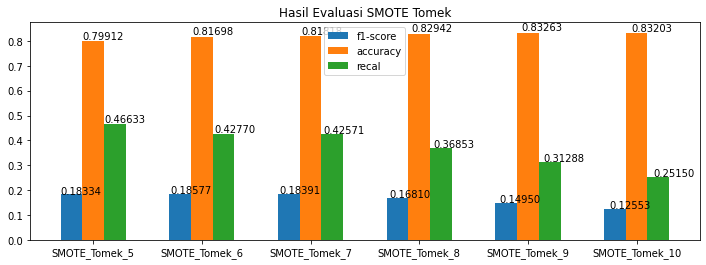 Hasil Evaluasi SMOTE Tomek
f1-score
accuracy
recal
0.8
0.7
0.6
0.5
0.4
0.3
0.2
0.1
0.0
0.18334
0.79912
0.46633
0.18577
0.81698
0.42770
0.18391
0.42571
0.16810
0.82942
0.36853
0.14950
0.83263
0.31288
0.12553
0.83203
0.25150
SMOTE_Tomek_5
SMOTE_Tomek_6
SMOTE_Tomek_7
SMOTE_Tomek_8
SMOTE_Tomek_9
SMOTE_Tomek_10